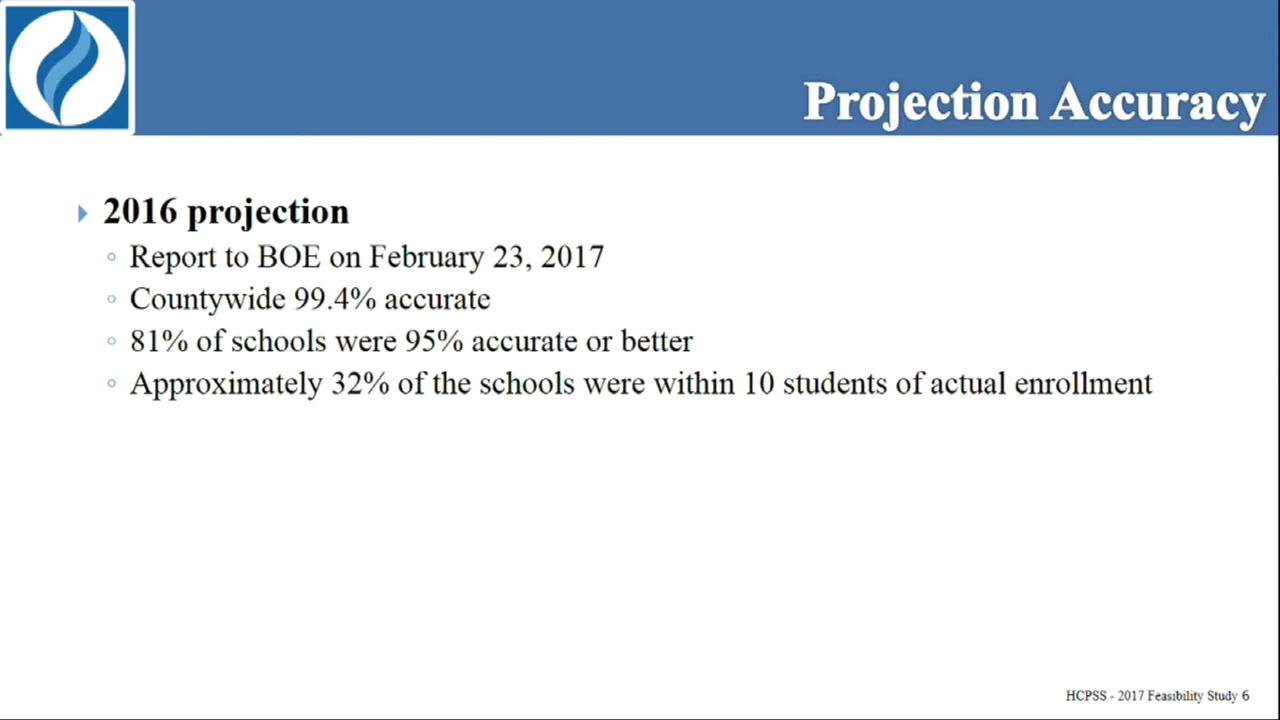 Projection Accuracy
2016 projection
Report to BOE on February 23, 2017
Countywide 99.4% accurate
81% of schools were 95% accurate or better
Approximately 32% of the schools were within 10 students of actual enrollment
HCPSS - 2017 Feasibility Study 6